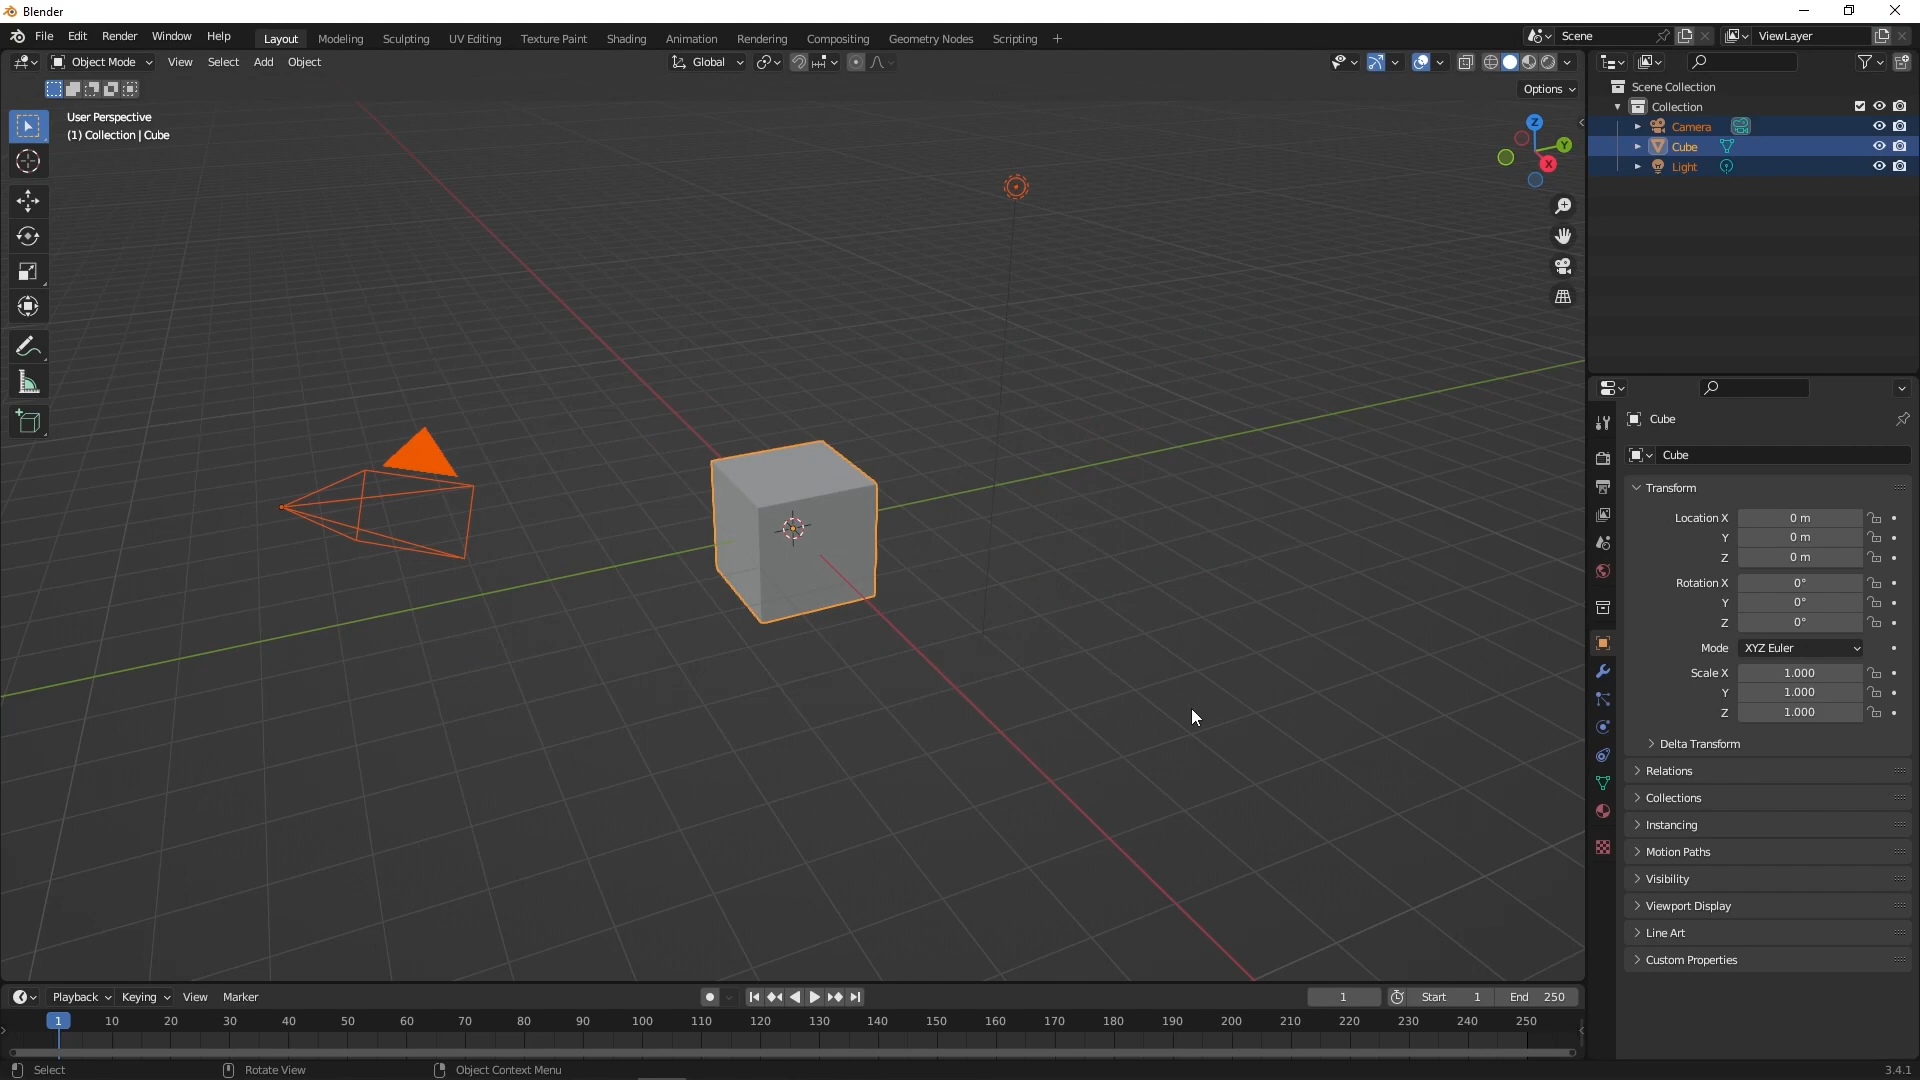 Blender
File Edit Render Window Help Layout Modeling Sculpting UV Editing Texture Paint Shading Animation Rendering Compositing Geometry Nodes Scripting + Scene ViewLayer
Object Mode View Select Add Object Global
Options
User Perspective
(1) Collection | Cube
Z
Y
X
Scene Collection
Collection
Camera
Cube
Light
Cube
Cube
Transform
Location X 0 m
Y 0 m
Z 0 m
Rotation X 0°
Y 0°
Z 0°
Mode XYZ Euler
Scale X 1.000
Y 1.000
Z 1.000
Delta Transform
Relations
Collections
Instancing
Motion Paths
Visibility
Viewport Display
Line Art
Custom Properties
Playback Keying View Marker 1 Start 1 End 250
1 10 20 30 40 50 60 70 80 90 100 110 120 130 140 150 160 170 180 190 200 210 220 230 240 250
Select Rotate View Object Context Menu 3.4.1